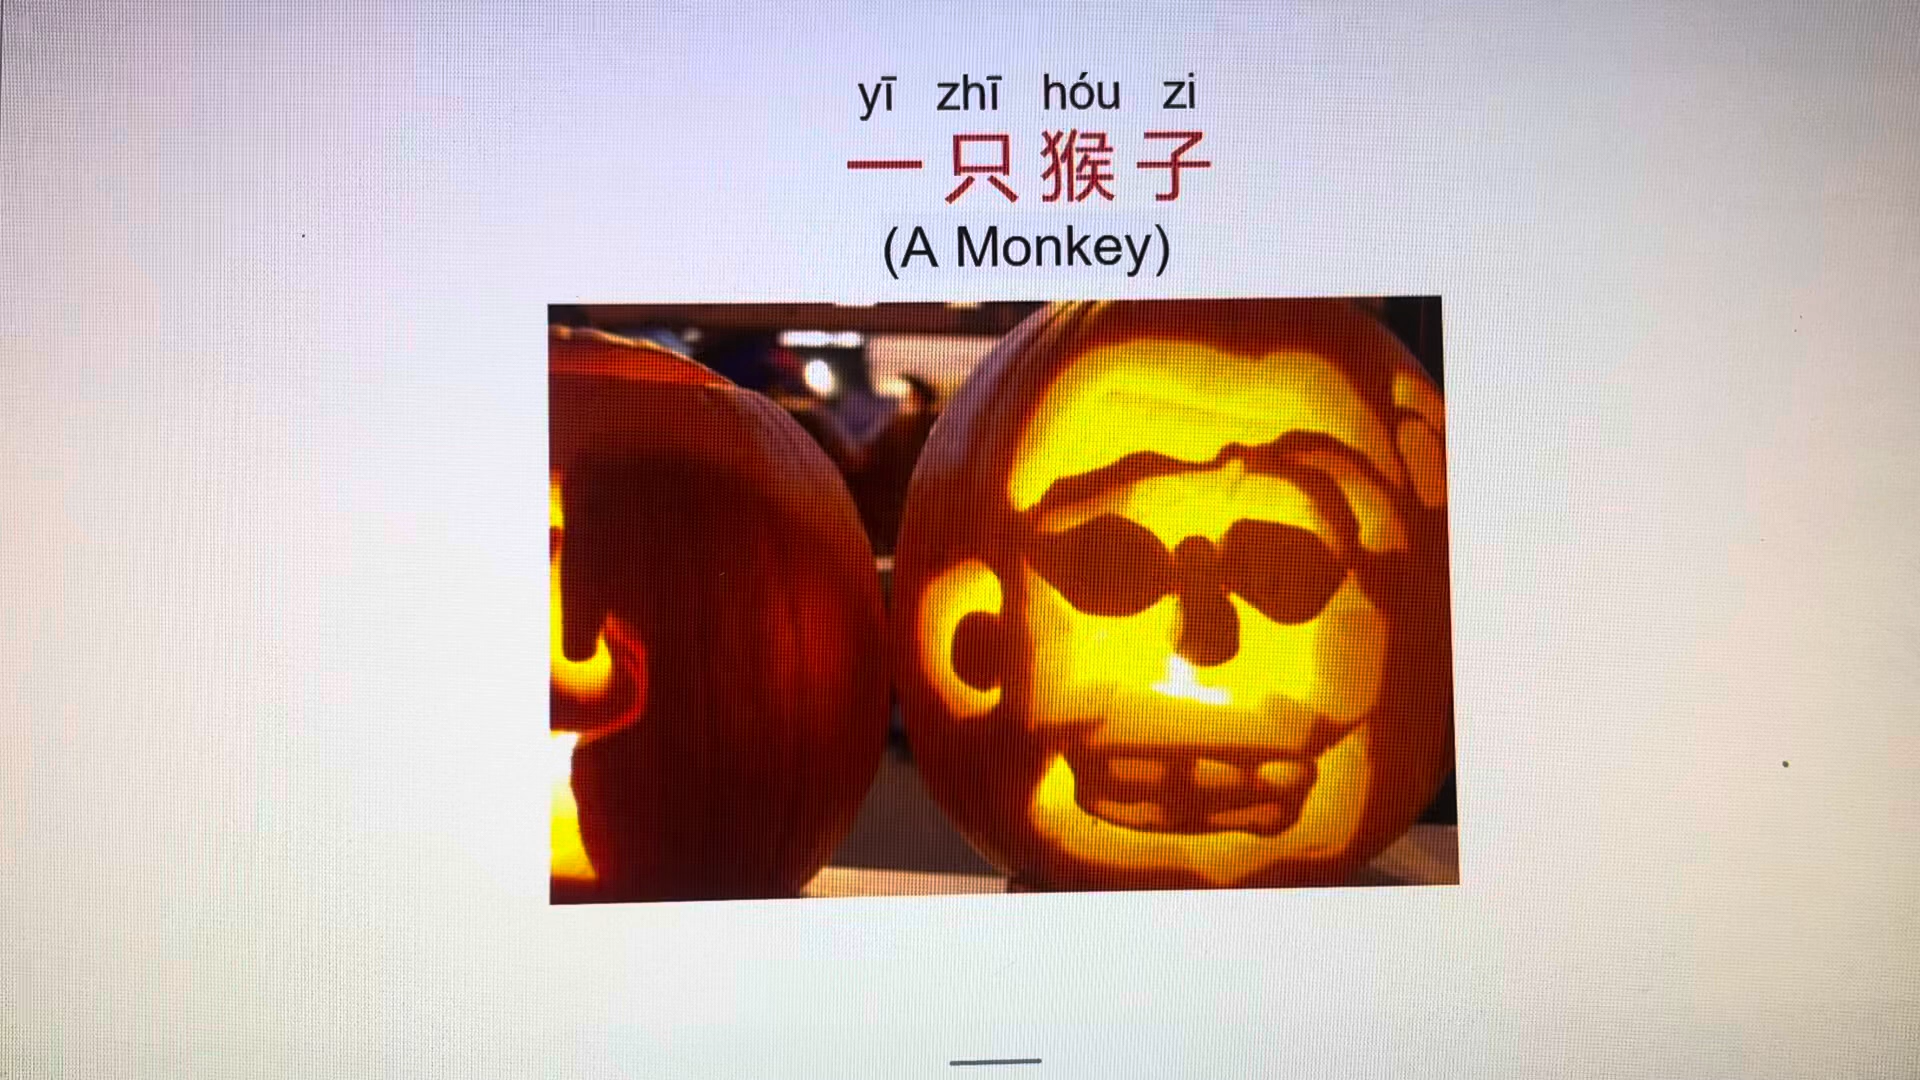 yī zhī hóu zi
一只猴子
(A Monkey)